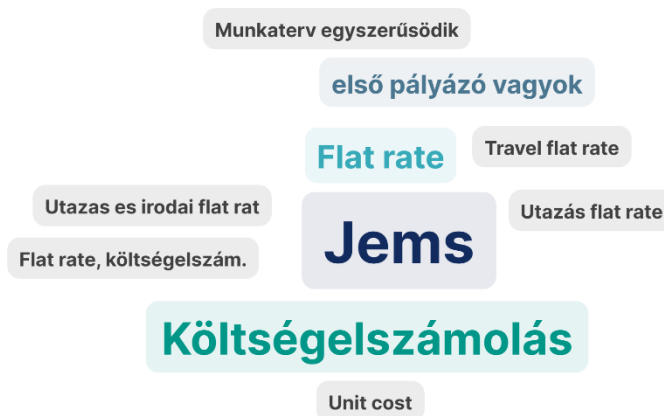 Munkaterv egyszerűsödik
első pályázó vagyok
Flat rate
Travel flat rate
Utazas es irodai flat rat
Jems
Utazás flat rate
Flat rate, költségelszám.
Költségelszámolás
Unit cost